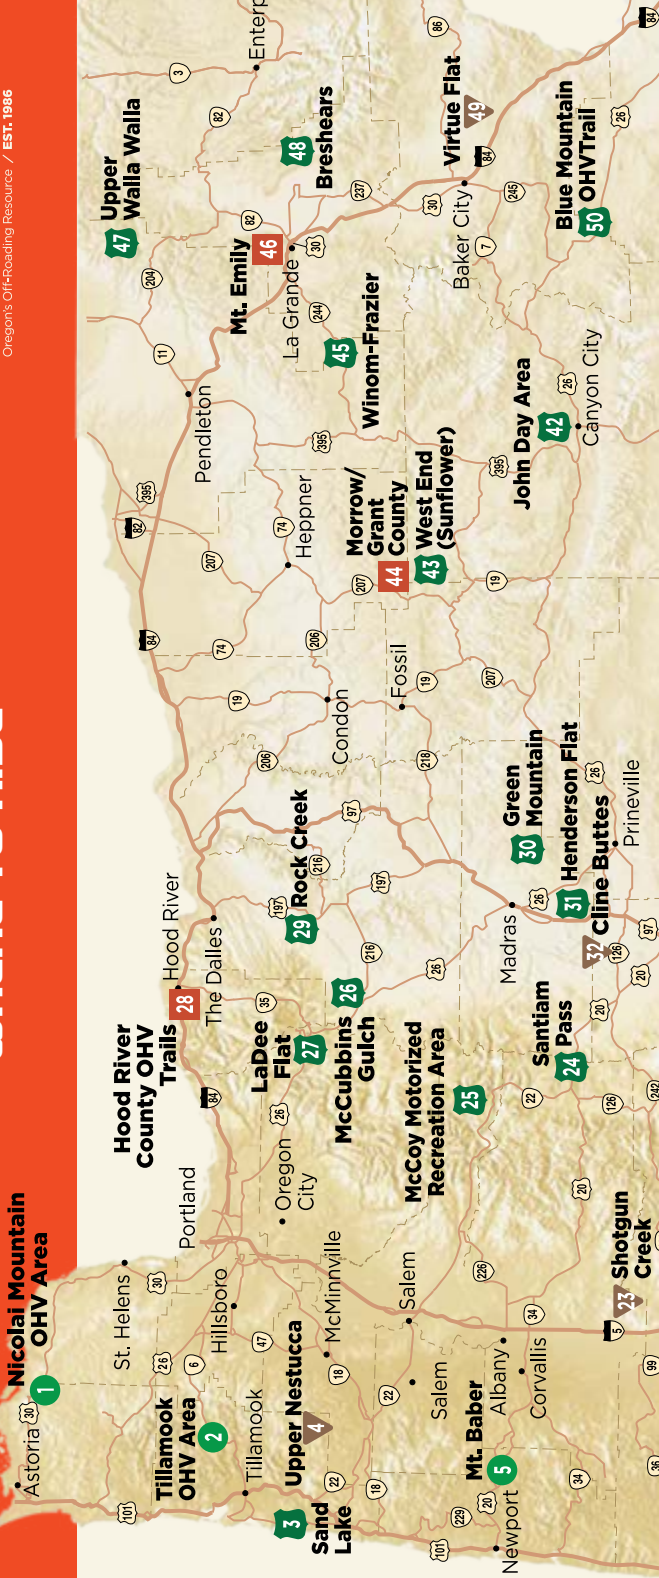 Oregon's Off-Roading Resource / EST. 1986
Nicolai Mountain
OHV Area
1
30
Astoria
St. Helens
30
101
26
6
Tillamook
OHV Area
2
Hillsboro
Portland
Hood River
County OHV
Trails
28
Hood River
84
The Dalles
47
Tillamook
Oregon
City
26
LaDee
Flat
27
35
197
29
Rock Creek
216
206
19
84
74
207
82
395
Pendleton
11
204
47
Upper
Walla Walla
3
82
Enterp
Mt. Emily
46
82
48
Breshears
La Grande
30
244
237
3
Sand
Lake
Upper Nestucca
4
McMinnville
18
22
18
22
McCubbins
Gulch
26
216
197
97
Condon
206
Heppner
74
395
45
Winom-Frazier
Salem
Salem
McCoy Motorized
Recreation Area
25
26
218
Fossil
19
207
Morrow/
Grant
County
44
43
West End
(Sunflower)
30
86
Virtue Flat
49
84
Baker City
7
245
101
229
20
Newport
Mt. Baber
5
Albany
Corvallis
226
34
34
22
Santiam
Pass
24
Madras
26
Green
Mountain
30
Henderson Flat
31
207
19
395
John Day Area
42
26
Canyon City
Blue Mountain
OHVTrail
50
26
84
5
23
Shotgun
Creek
20
126
20
32
Cline Buttes
126
20
97
26
Prineville
242
99
36